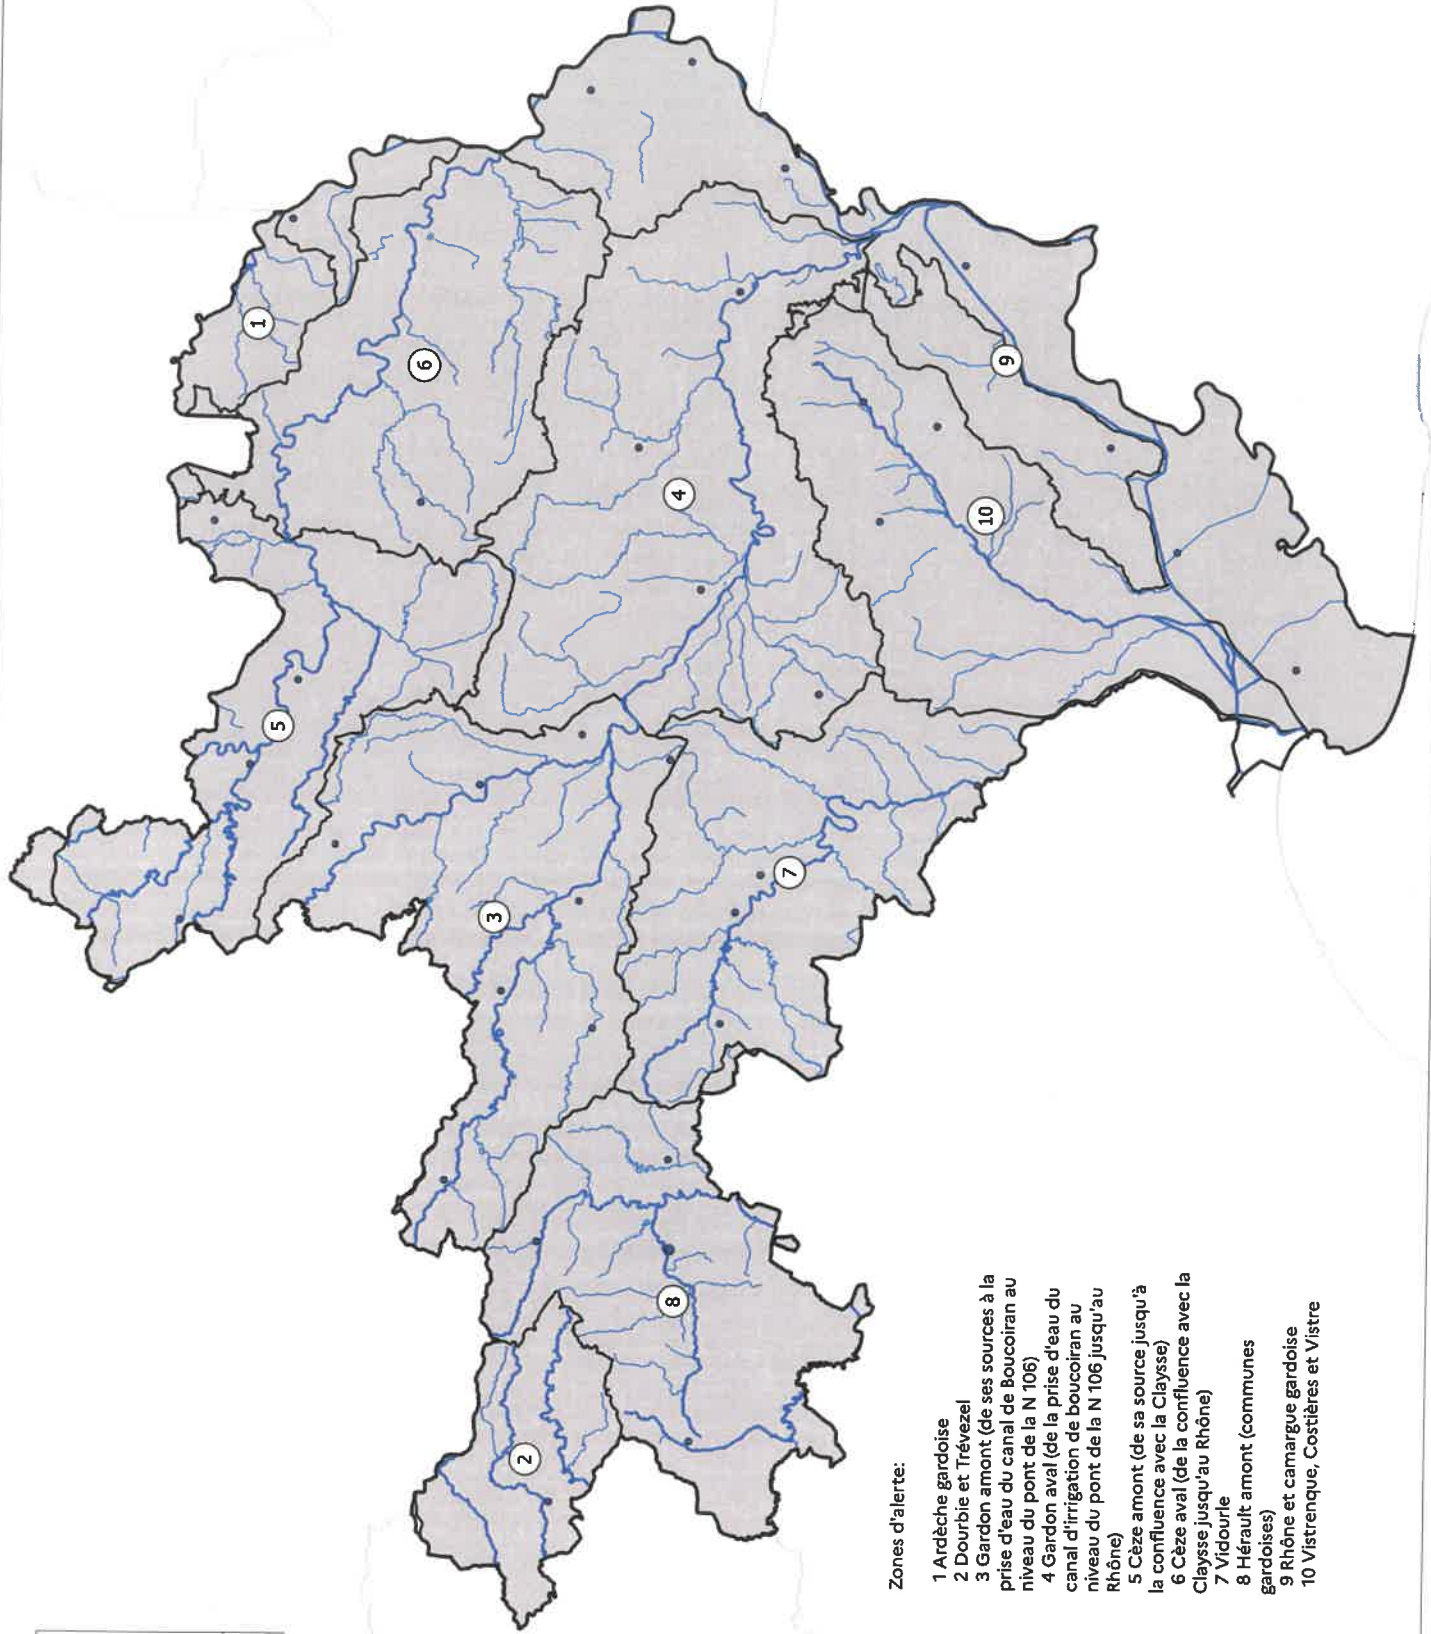 1
6
5
4
9
10
3
7
8
2
Zones d'alerte:
1 Ardèche gardoise
2 Dourbie et Trévezel
3 Gardon amont (de ses sources à la
prise d'eau du canal de Boucoiran au
niveau du pont de la N 106)
4 Gardon aval (de la prise d'eau du
canal d'irrigation de boucoiran au
niveau du pont de la N 106 jusqu'au
Rhône)
5 Cèze amont (de sa source jusqu'à
la confluence avec la Claysse)
6 Cèze aval (de la confluence avec la
Claysse jusqu'au Rhône)
7 Vidourle
8 Hérault amont (communes
gardoises)
9 Rhône et camargue gardoise
10 Vistrenque, Costières et Vistre